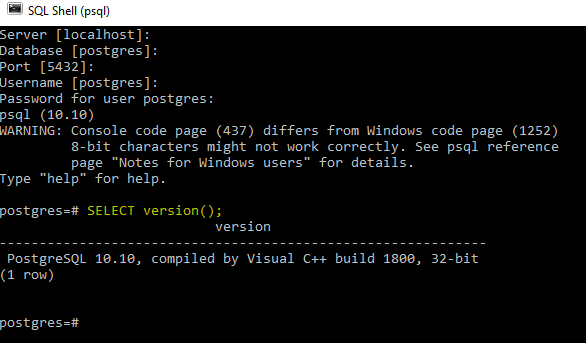 SQL Shell (psql)
Server [localhost]:
Database [postgres]:
Port [5432]:
Username [postgres]:
Password for user postgres:
psql (10.10)
WARNING: Console code page (437) differs from Windows code page (1252)
         8-bit characters might not work correctly. See psql reference
         page "Notes for Windows users" for details.
Type "help" for help.
postgres=# SELECT version();
                          version
------------------------------------------------------------
 PostgreSQL 10.10, compiled by Visual C++ build 1800, 32-bit
(1 row)
postgres=#